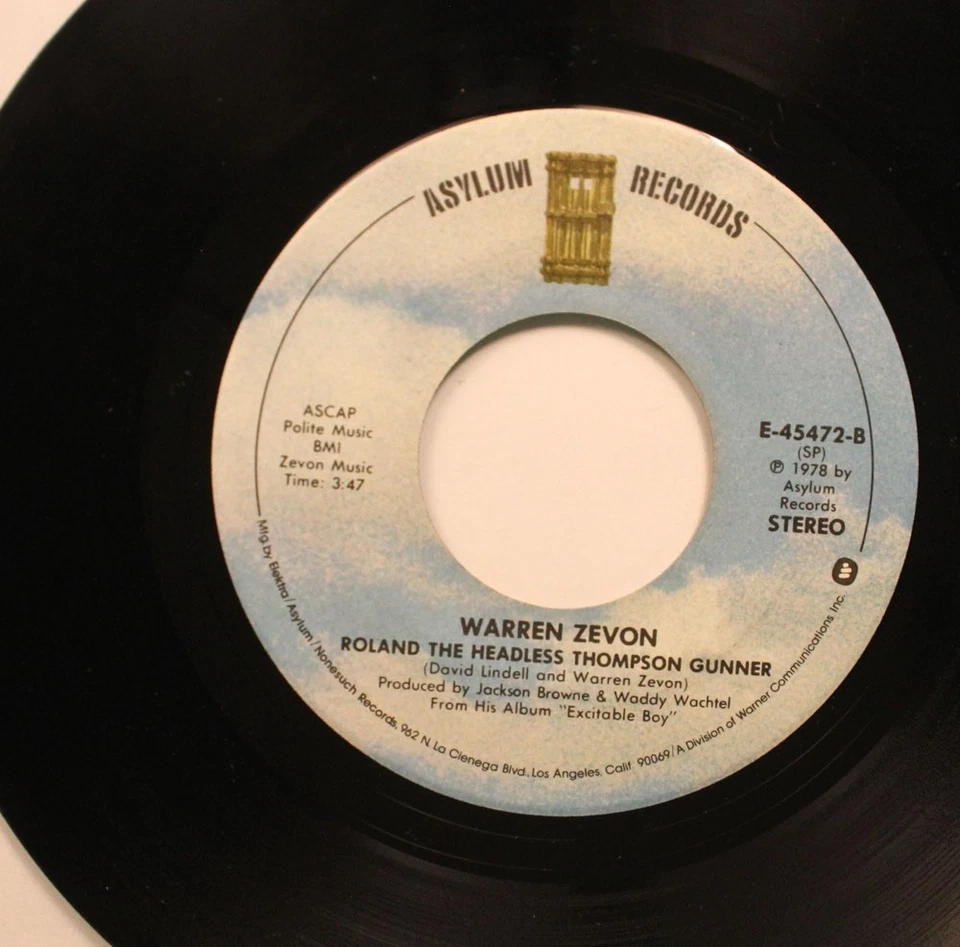 ASYLUM RECORDS
ASCAP
Polite Music
BMI
Zevon Music
Time: 3:47
E-45472-B
(SP)
℗ 1978 by
Asylum
Records
STEREO
WARREN ZEVON
ROLAND THE HEADLESS THOMPSON GUNNER
(David Lindell and Warren Zevon)
Produced by Jackson Browne & Waddy Wachtel
From His Album "Excitable Boy"
Mfg. by Elektra/Asylum/Nonesuch Records, 962 N. La Cienega Blvd., Los Angeles, Calif. 90069/A Division of Warner Communications Inc.